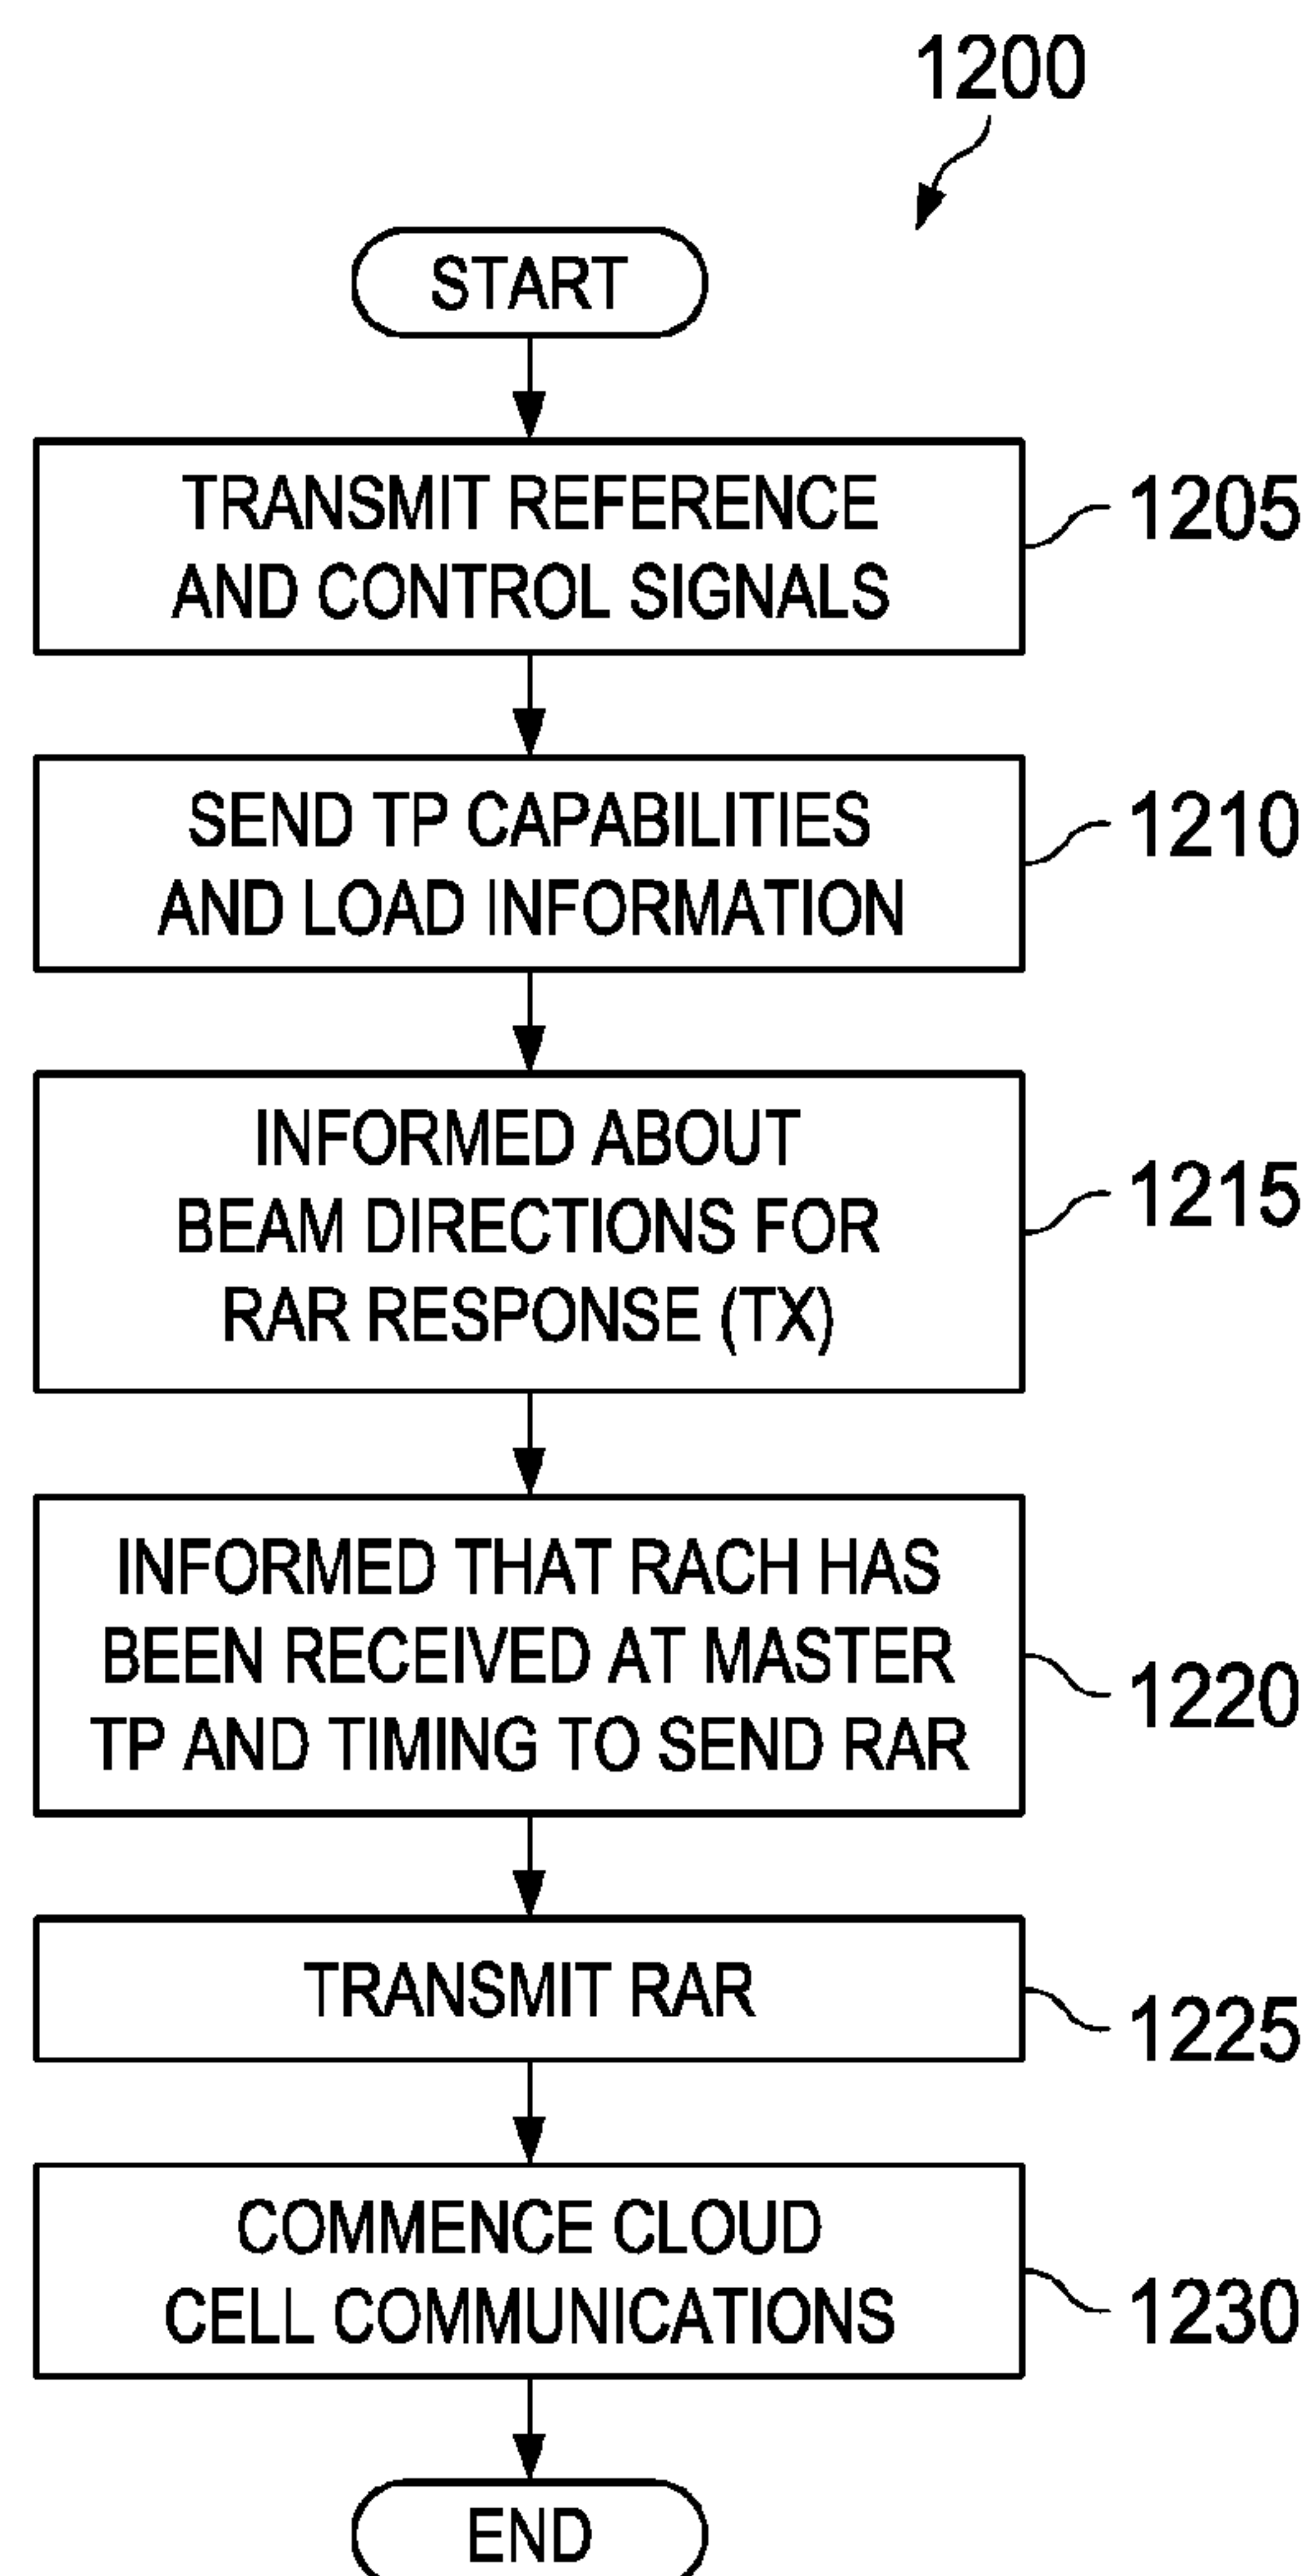 1200
START
TRANSMIT REFERENCE
AND CONTROL SIGNALS
1205
SEND TP CAPABILITIES
AND LOAD INFORMATION
1210
INFORMED ABOUT
BEAM DIRECTIONS FOR
RAR RESPONSE (TX)
1215
INFORMED THAT RACH HAS
BEEN RECEIVED AT MASTER
TP AND TIMING TO SEND RAR
1220
TRANSMIT RAR
1225
COMMENCE CLOUD
CELL COMMUNICATIONS
1230
END